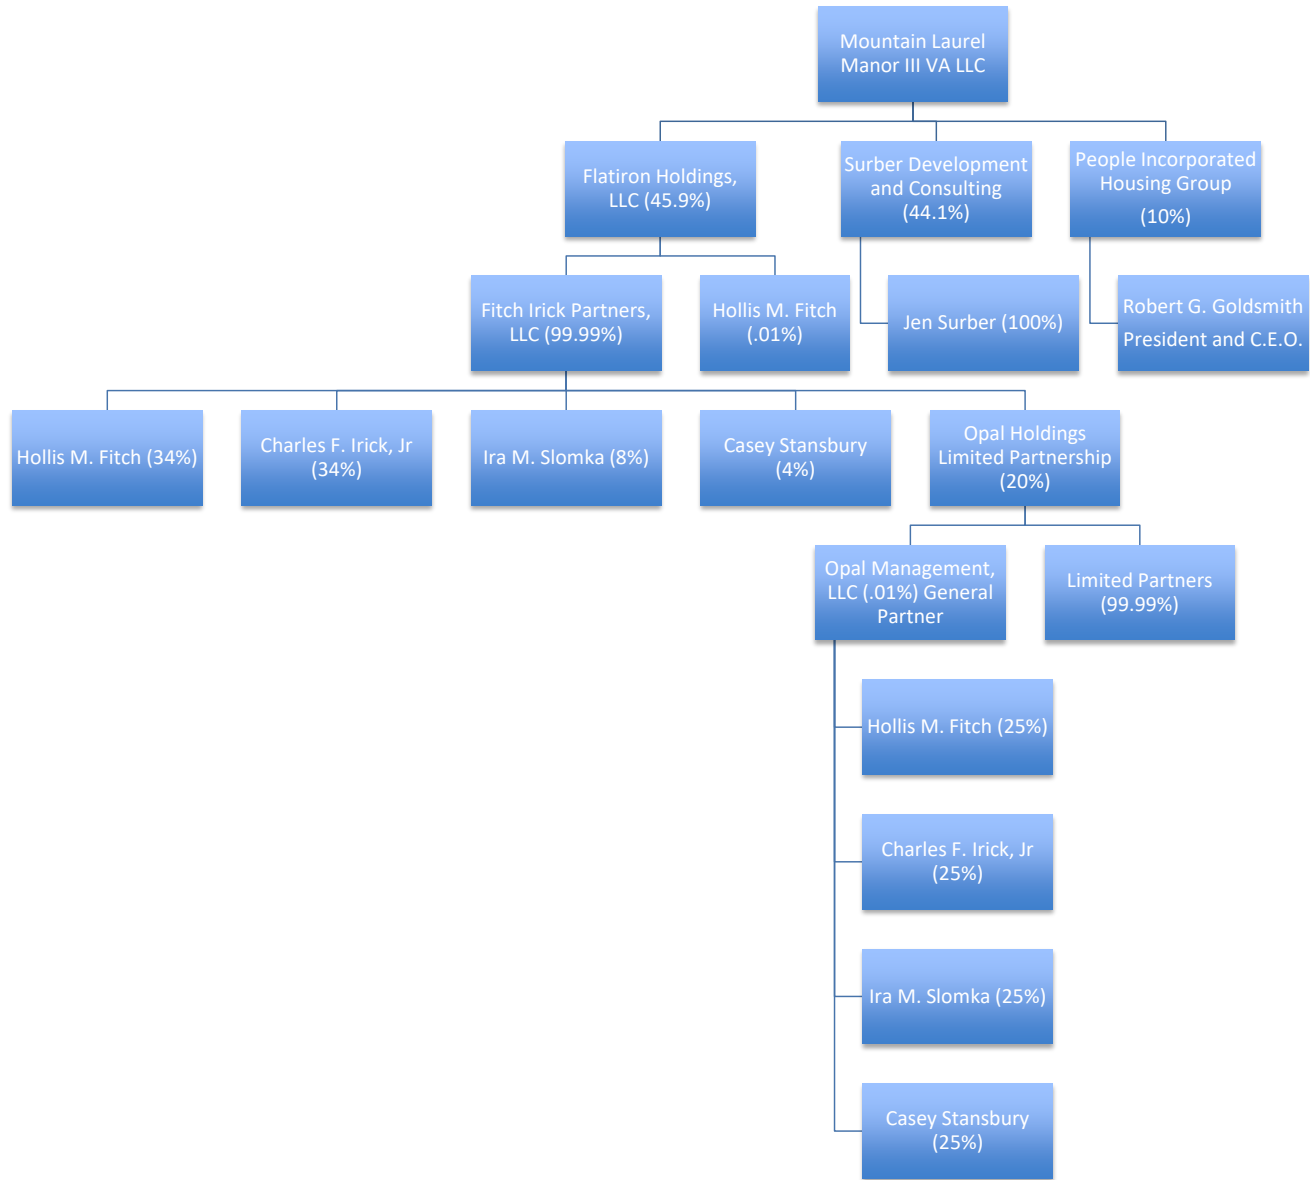 Mountain Laurel
Manor III VA LLC
Flatiron Holdings,
LLC (45.9%)
Surber Development
and Consulting
(44.1%)
People Incorporated
Housing Group
(10%)
Fitch Irick Partners,
LLC (99.99%)
Hollis M. Fitch
(.01%)
Jen Surber (100%)
Robert G. Goldsmith
President and C.E.O.
Hollis M. Fitch (34%)
Charles F. Irick, Jr
(34%)
Ira M. Slomka (8%)
Casey Stansbury
(4%)
Opal Holdings
Limited Partnership
(20%)
Opal Management,
LLC (.01%) General
Partner
Limited Partners
(99.99%)
Hollis M. Fitch (25%)
Charles F. Irick, Jr
(25%)
Ira M. Slomka (25%)
Casey Stansbury
(25%)